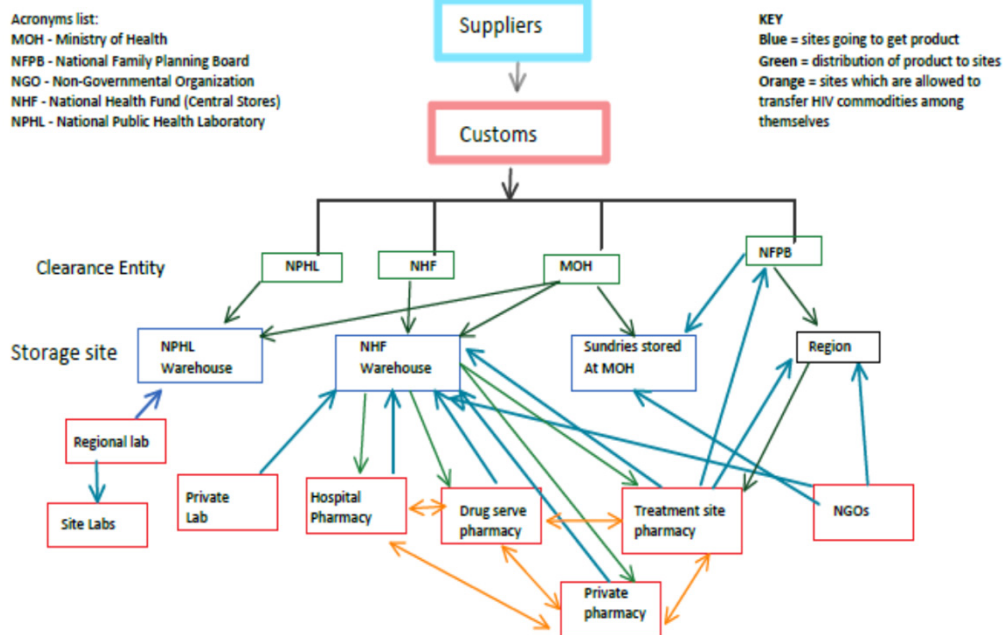 Acronyms list:
MOH - Ministry of Health
NFPB - National Family Planning Board
NGO - Non-Governmental Organization
NHF - National Health Fund (Central Stores)
NPHL - National Public Health Laboratory
Suppliers
KEY
Blue = sites going to get product
Green = distribution of product to sites
Orange = sites which are allowed to
transfer HIV commodities among
themselves
Customs
Clearance Entity
NPHL
NHF
MOH
NFPB
Storage site
NPHL
Warehouse
NHF
Warehouse
Sundries stored
At MOH
Region
Regional lab
Site Labs
Private
Lab
Hospital
Pharmacy
Drug serve
pharmacy
Treatment site
pharmacy
NGOs
Private
pharmacy